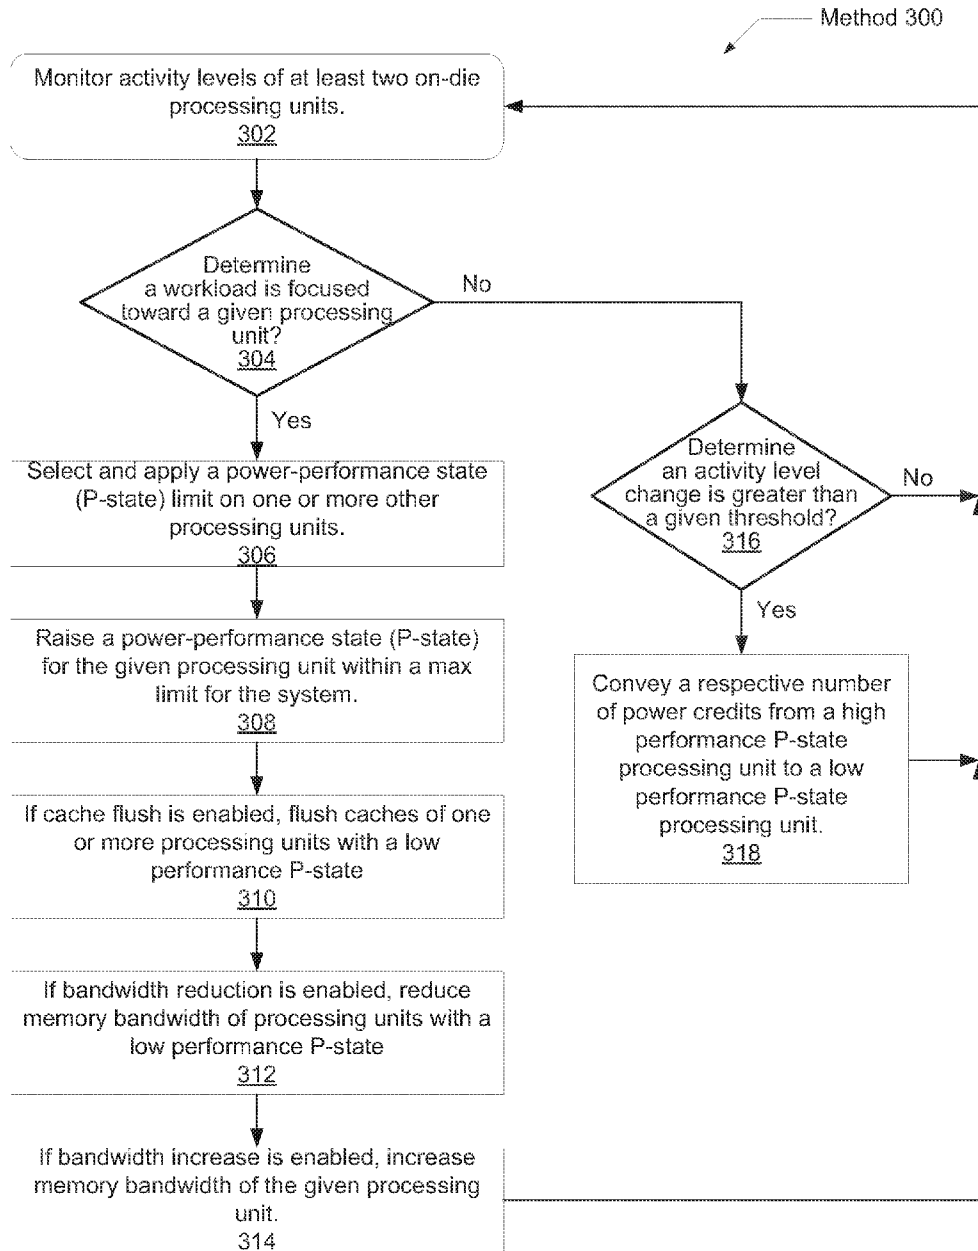 Method 300
Monitor activity levels of at least two on-die
processing units.
302
Determine
a workload is focused
toward a given processing
unit?
304
No
Yes
Select and apply a power-performance state
(P-state) limit on one or more other
processing units.
306
Raise a power-performance state (P-state)
for the given processing unit within a max
limit for the system.
308
If cache flush is enabled, flush caches of one
or more processing units with a low
performance P-state
310
If bandwidth reduction is enabled, reduce
memory bandwidth of processing units with a
low performance P-state
312
If bandwidth increase is enabled, increase
memory bandwidth of the given processing
unit.
314
Determine
an activity level
change is greater than
a given threshold?
316
No
Yes
Convey a respective number
of power credits from a high
performance P-state
processing unit to a low
performance P-state
processing unit.
318